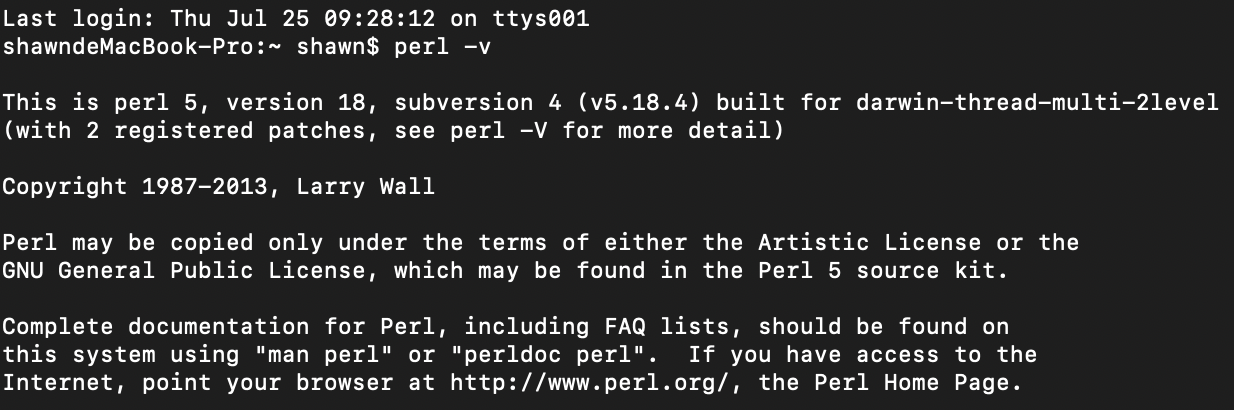 Last login: Thu Jul 25 09:28:12 on ttys001
shawndeMacBook-Pro:~ shawn$ perl -v
This is perl 5, version 18, subversion 4 (v5.18.4) built for darwin-thread-multi-2level
(with 2 registered patches, see perl -V for more detail)
Copyright 1987-2013, Larry Wall
Perl may be copied only under the terms of either the Artistic License or the
GNU General Public License, which may be found in the Perl 5 source kit.
Complete documentation for Perl, including FAQ lists, should be found on
this system using "man perl" or "perldoc perl".  If you have access to the
Internet, point your browser at http://www.perl.org/, the Perl Home Page.